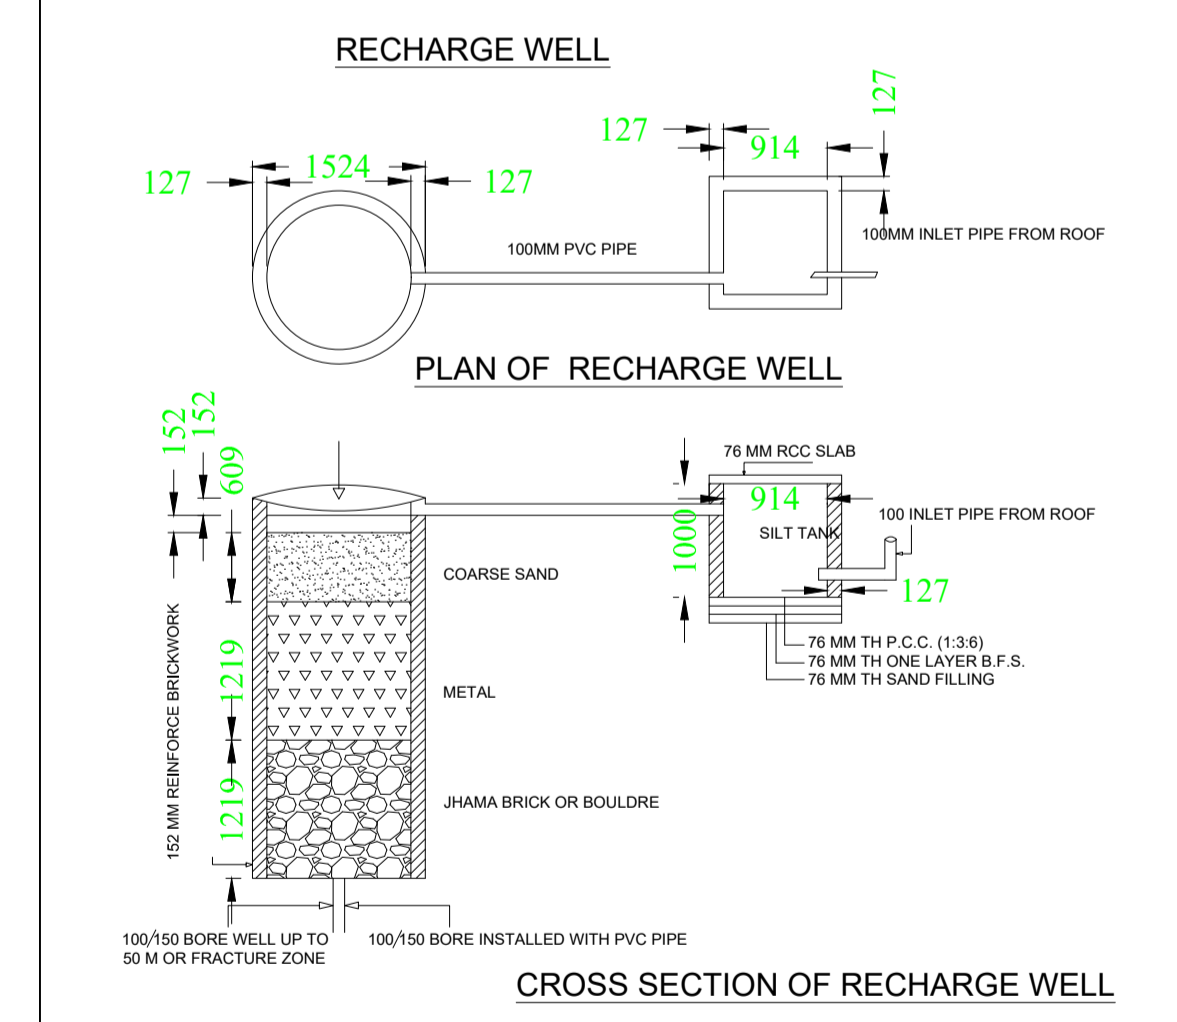 RECHARGE WELL
127
127
914
127
1524
127
100MM INLET PIPE FROM ROOF
100MM PVC PIPE
PLAN OF RECHARGE WELL
152
152
609
76 MM RCC SLAB
914
1000
100 INLET PIPE FROM ROOF
SILT TANK
COARSE SAND
127
152 MM REINFORCE BRICKWORK
1219
76 MM TH P.C.C. (1:3:6)
76 MM TH ONE LAYER B.F.S.
76 MM TH SAND FILLING
METAL
1219
JHAMA BRICK OR BOULDRE
100/150 BORE WELL UP TO
50 M OR FRACTURE ZONE
100/150 BORE INSTALLED WITH PVC PIPE
CROSS SECTION OF RECHARGE WELL